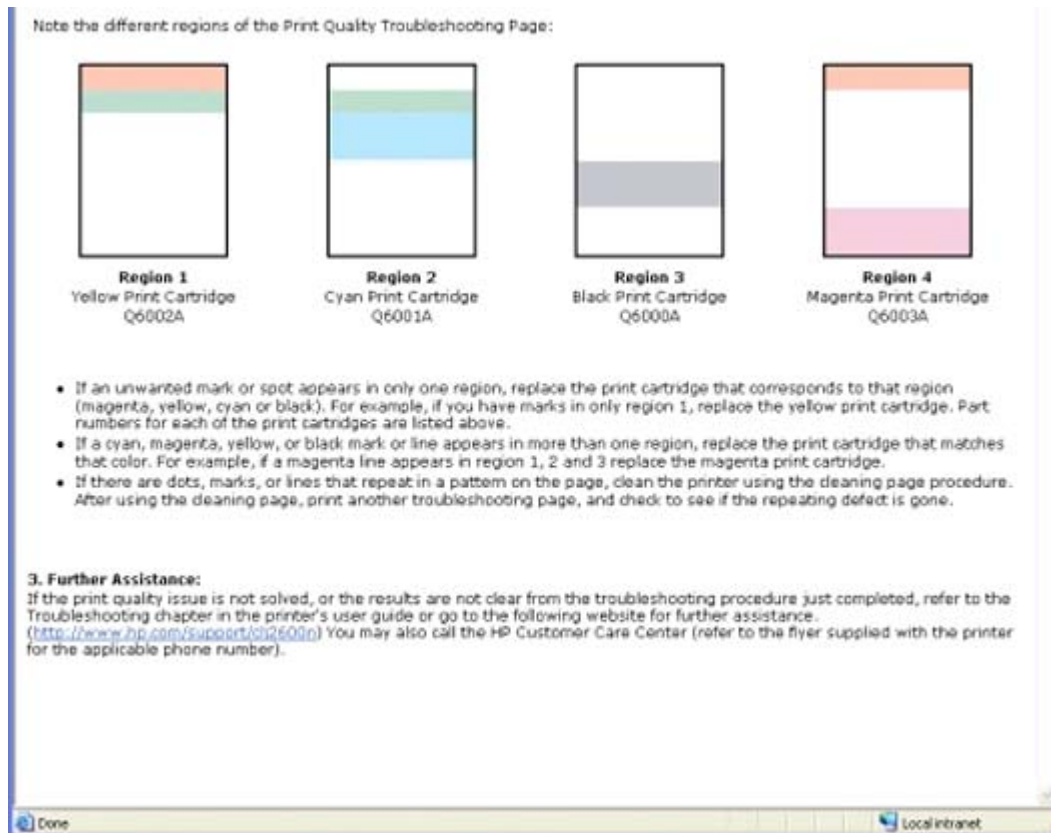 Note the different regions of the Print Quality Troubleshooting Page:
Region 1
Yellow Print Cartridge
Q6002A
Region 2
Cyan Print Cartridge
Q6001A
Region 3
Black Print Cartridge
Q6000A
Region 4
Magenta Print Cartridge
Q6003A
• If an unwanted mark or spot appears in only one region, replace the print cartridge that corresponds to that region
(magenta, yellow, cyan or black). For example, if you have marks in only region 1, replace the yellow print cartridge. Part
numbers for each of the print cartridges are listed above.
• If a cyan, magenta, yellow, or black mark or line appears in more than one region, replace the print cartridge that matches
that color. For example, if a magenta line appears in region 1, 2 and 3 replace the magenta print cartridge.
• If there are dots, marks, or lines that repeat in a pattern on the page, clean the printer using the cleaning page procedure.
After using the cleaning page, print another troubleshooting page, and check to see if the repeating defect is gone.
3. Further Assistance:
If the print quality issue is not solved, or the results are not clear from the troubleshooting procedure just completed, refer to the
Troubleshooting chapter in the printer's user guide or go to the following website for further assistance.
(http://www.hp.com/support/clj2600n) You may also call the HP Customer Care Center (refer to the flyer supplied with the printer
for the applicable phone number).
Done
Local intranet